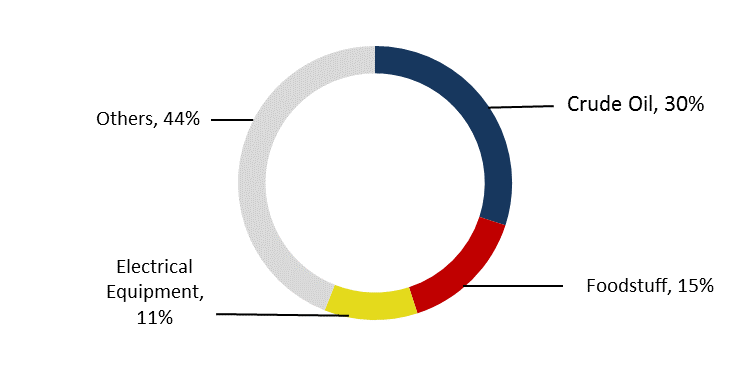 Crude Oil, 30%
Others, 44%
Electrical
Equipment,
11%
Foodstuff, 15%